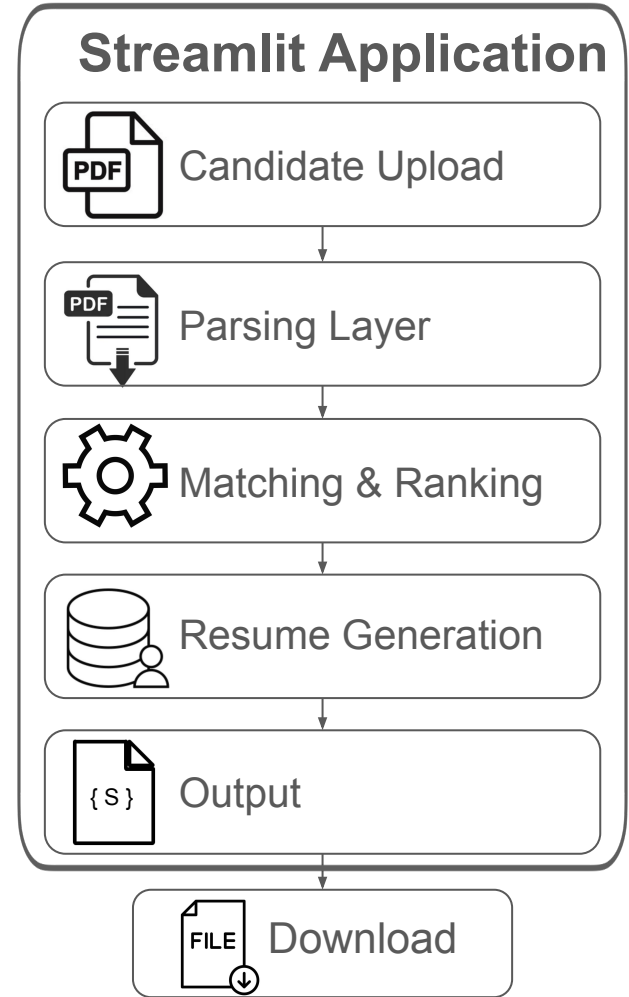 Streamlit Application
PDF
Candidate Upload
PDF
Parsing Layer
Matching & Ranking
Resume Generation
{ S }
Output
FILE
Download